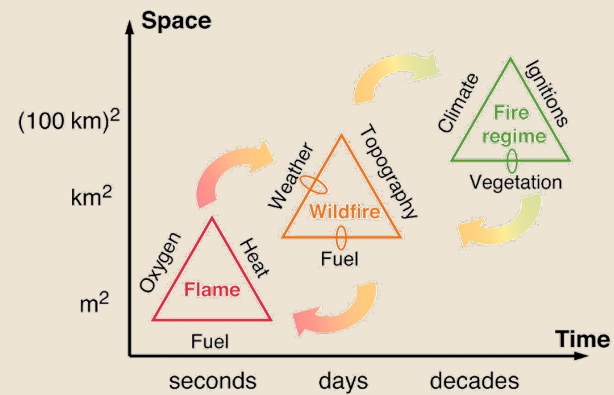 Space
(100 km)²
km²
m²
Climate
Ignitions
Fire
regime
Vegetation
Weather
Topography
Wildfire
Fuel
Oxygen
Heat
Flame
Fuel
Time
seconds
days
decades